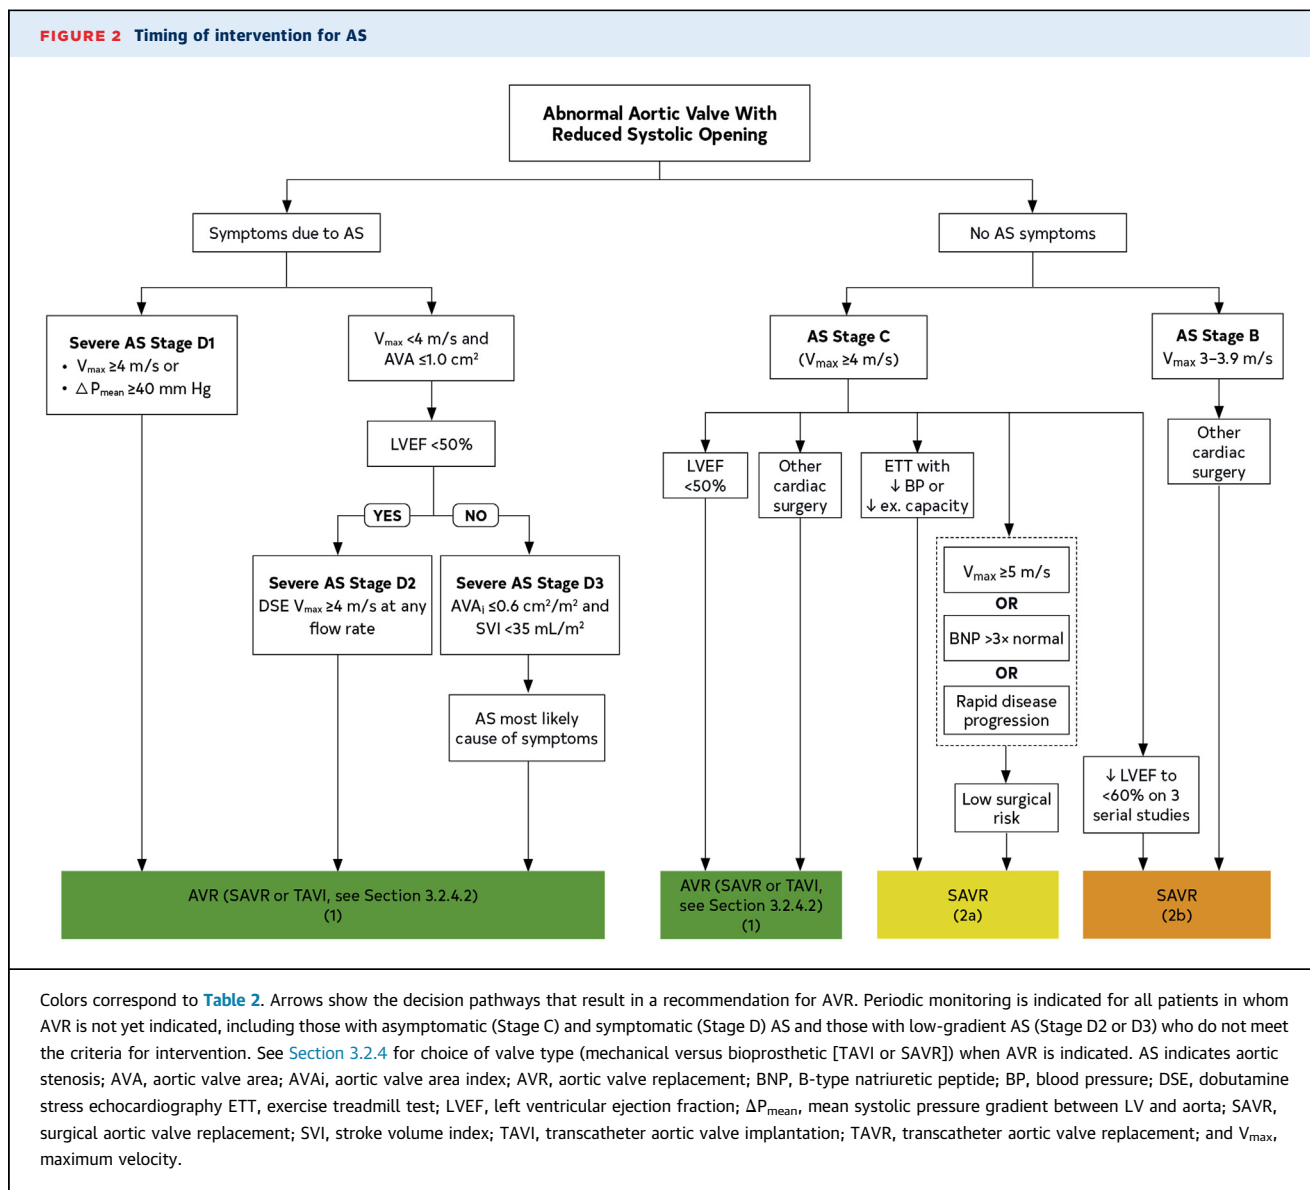 FIGURE 2 Timing of intervention for AS
Abnormal Aortic Valve With
Reduced Systolic Opening
Symptoms due to AS
No AS symptoms
Severe AS Stage D1
• Vmax ≥4 m/s or
• △Pmean ≥40 mm Hg
Vmax <4 m/s and
AVA ≤1.0 cm²
AS Stage C
(Vmax ≥4 m/s)
AS Stage B
Vmax 3–3.9 m/s
LVEF <50%
YES
NO
Severe AS Stage D2
DSE Vmax ≥4 m/s at any
flow rate
Severe AS Stage D3
AVAi ≤0.6 cm²/m² and
SVI <35 mL/m²
AS most likely
cause of symptoms
LVEF
<50%
Other
cardiac
surgery
ETT with
↓ BP or
↓ ex. capacity
Vmax ≥5 m/s
OR
BNP >3× normal
OR
Rapid disease
progression
Low surgical
risk
↓ LVEF to
<60% on 3
serial studies
Other
cardiac
surgery
AVR (SAVR or TAVI, see Section 3.2.4.2)
(1)
AVR (SAVR or TAVI,
see Section 3.2.4.2)
(1)
SAVR
(2a)
SAVR
(2b)
Colors correspond to Table 2. Arrows show the decision pathways that result in a recommendation for AVR. Periodic monitoring is indicated for all patients in whom
AVR is not yet indicated, including those with asymptomatic (Stage C) and symptomatic (Stage D) AS and those with low-gradient AS (Stage D2 or D3) who do not meet
the criteria for intervention. See Section 3.2.4 for choice of valve type (mechanical versus bioprosthetic [TAVI or SAVR]) when AVR is indicated. AS indicates aortic
stenosis; AVA, aortic valve area; AVAi, aortic valve area index; AVR, aortic valve replacement; BNP, B-type natriuretic peptide; BP, blood pressure; DSE, dobutamine
stress echocardiography ETT, exercise treadmill test; LVEF, left ventricular ejection fraction; ΔPmean, mean systolic pressure gradient between LV and aorta; SAVR,
surgical aortic valve replacement; SVI, stroke volume index; TAVI, transcatheter aortic valve implantation; TAVR, transcatheter aortic valve replacement; and Vmax,
maximum velocity.